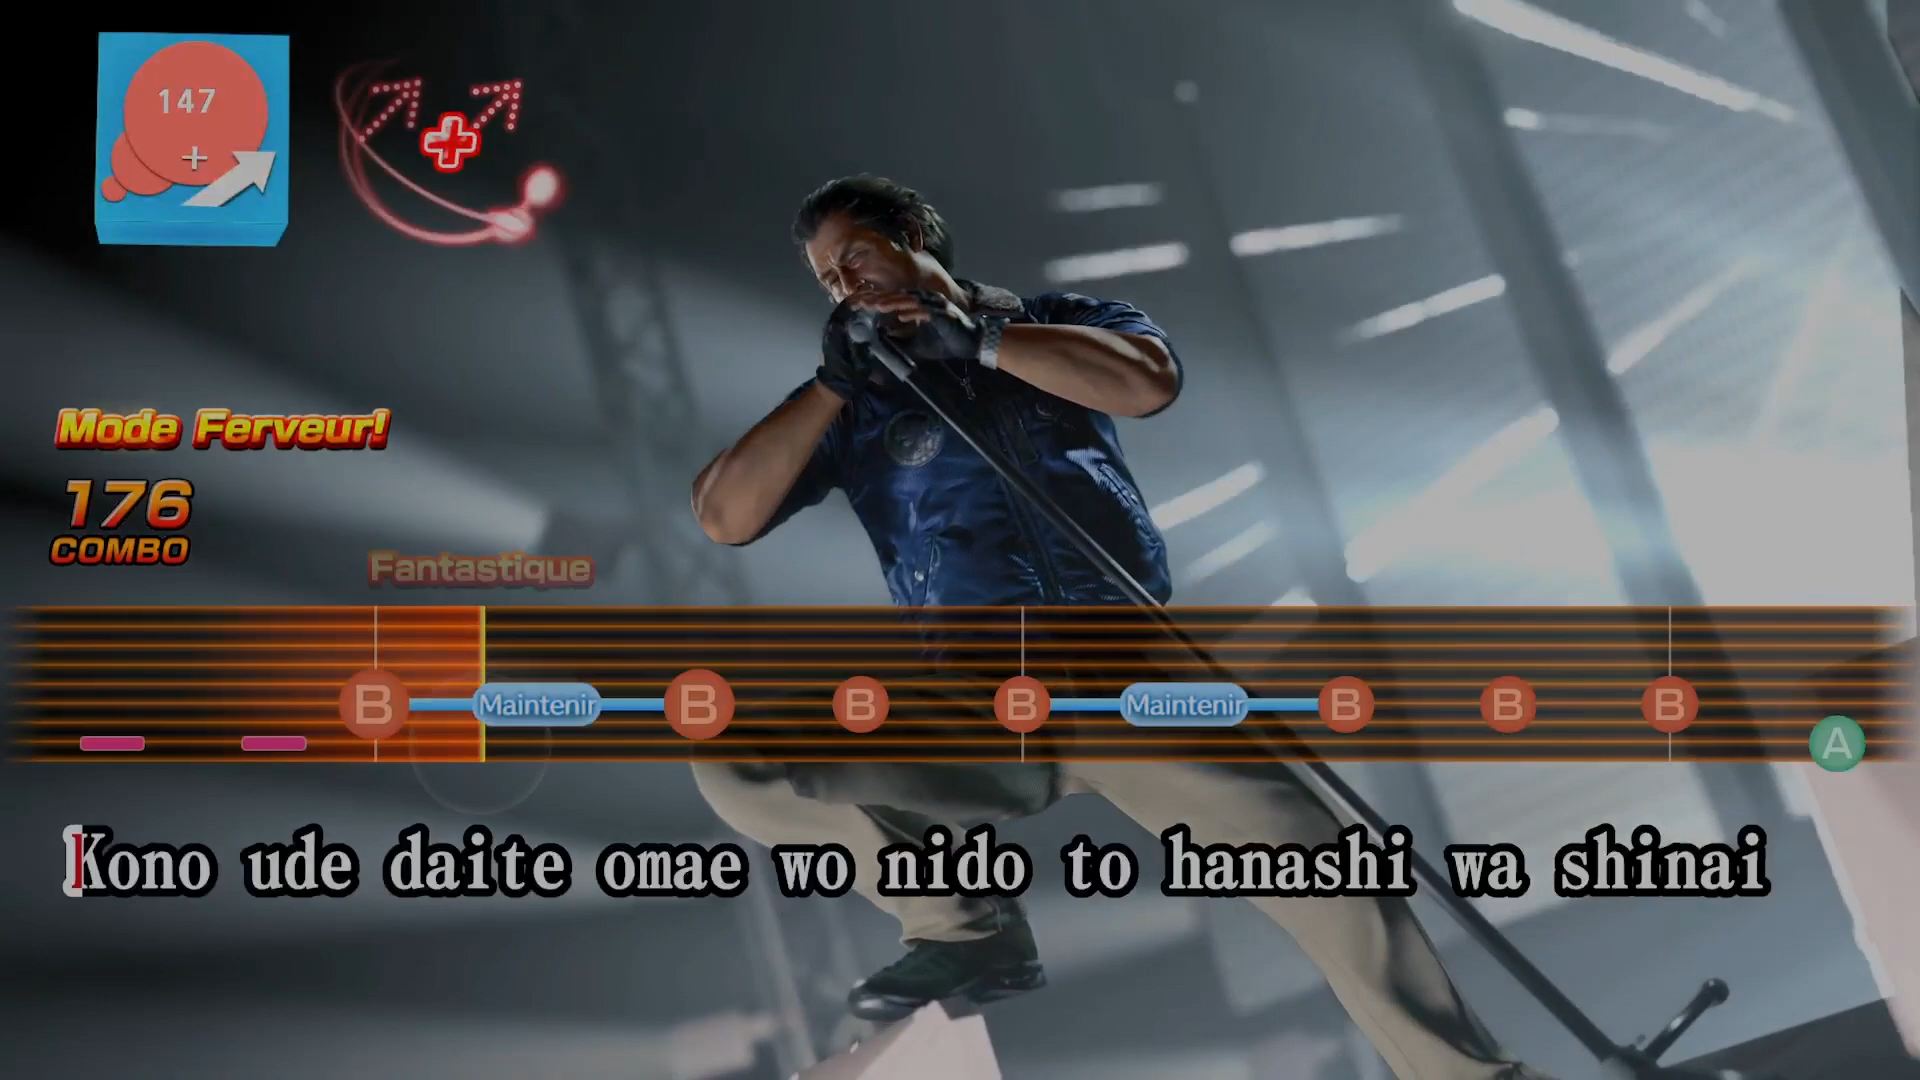 147
+
Mode Ferveur!
176
COMBO
Fantastique
B Maintenir B B B Maintenir B B B A
Kono ude daite omae wo nido to hanashi wa shinai